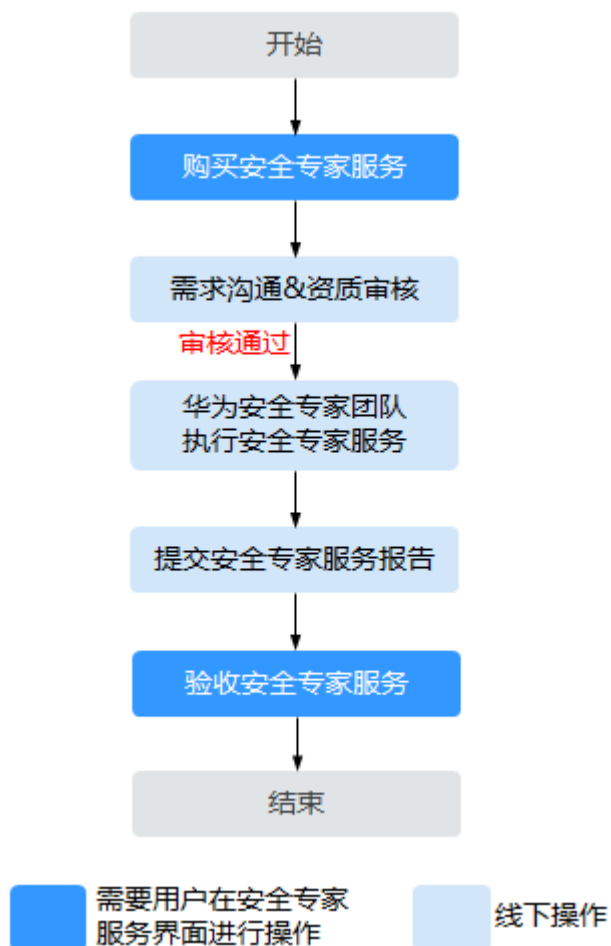 开始
购买安全专家服务
需求沟通&资质审核
审核通过
华为安全专家团队
执行安全专家服务
提交安全专家服务报告
验收安全专家服务
结束
需要用户在安全专家
服务界面进行操作
线下操作